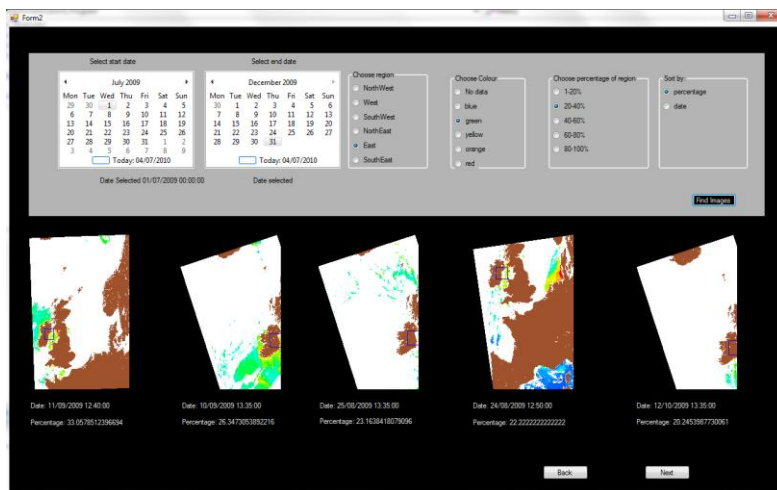 Form2
Select start date
Select end date
July 2009
Mon Tue Wed Thu Fri Sat Sun
29 30 1 2 3 4 5
6 7 8 9 10 11 12
13 14 15 16 17 18 19
20 21 22 23 24 25 26
27 28 29 30 31 1 2
3 4 5 6 7 8 9
Today: 04/07/2010
December 2009
Mon Tue Wed Thu Fri Sat Sun
30 1 2 3 4 5 6
7 8 9 10 11 12 13
14 15 16 17 18 19 20
21 22 23 24 25 26 27
28 29 30 31
Today: 04/07/2010
Choose region
NorthWest
West
SouthWest
NorthEast
East
SouthEast
Choose Colour
No data
blue
green
yellow
orange
red
Choose percentage of region
1-20%
20-40%
40-60%
60-80%
80-100%
Sort by:
percentage
date
Date Selected 01/07/2009 00:00:00
Date selected
Find Images
Date: 11/09/2009 12:40:00
Percentage: 33.0578512396694
Date: 10/09/2009 13:35:00
Percentage: 26.3473053892216
Date: 25/08/2009 13:35:00
Percentage: 23.1638418079096
Date: 24/08/2009 12:50:00
Percentage: 22.2222222222222
Date: 12/10/2009 13:35:00
Percentage: 20.2453987730061
Back
Next